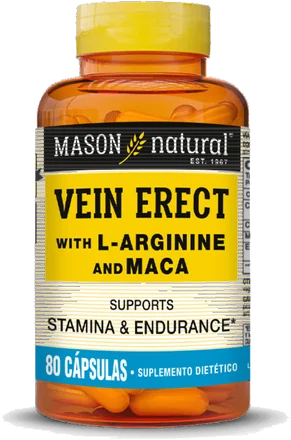 MASON natural
EST. 1967
VEIN ERECT
WITH L-ARGININE
AND MACA
SUPPORTS
STAMINA & ENDURANCE*
80 CÁPSULAS • SUPLEMENTO DIETÉTICO